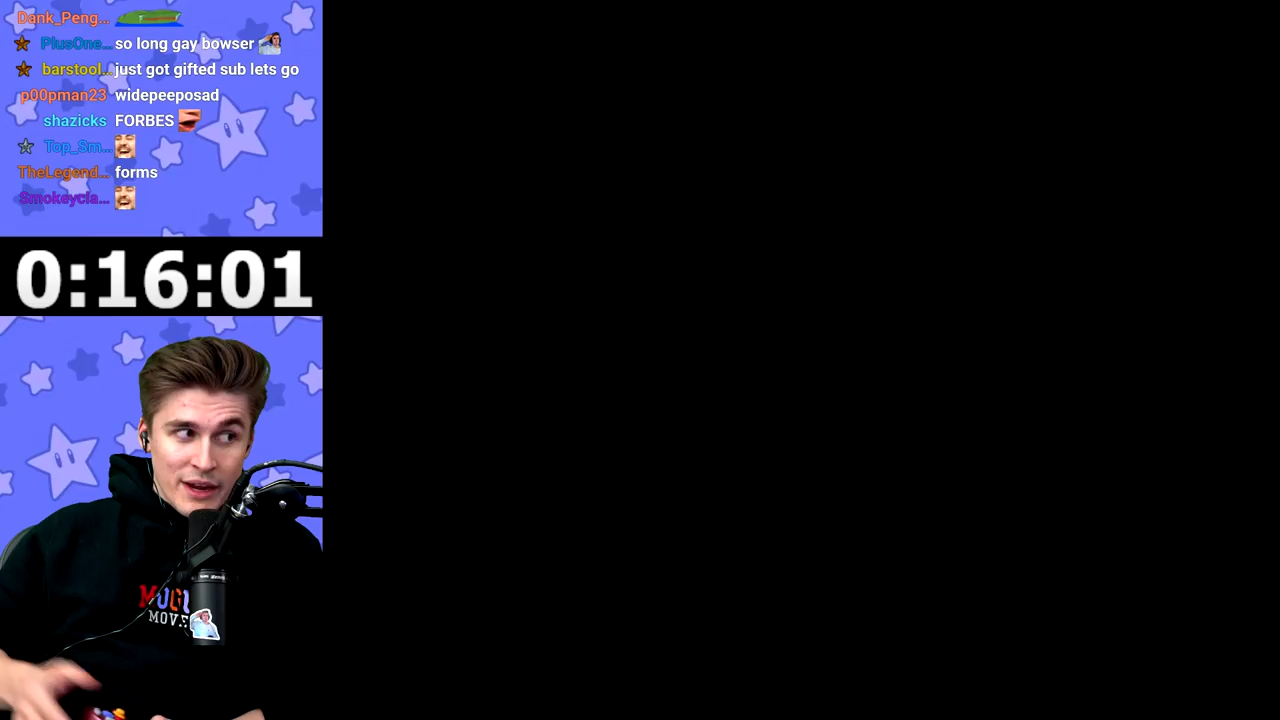 Dank_Peng...
PlusOne... so long gay bowser
barstool... just got gifted sub lets go
p00pman23 widepeeposad
shazicks FORBES
Top_Sm...
TheLegend... forms
Smokeycla...
0:16:01
MOVE